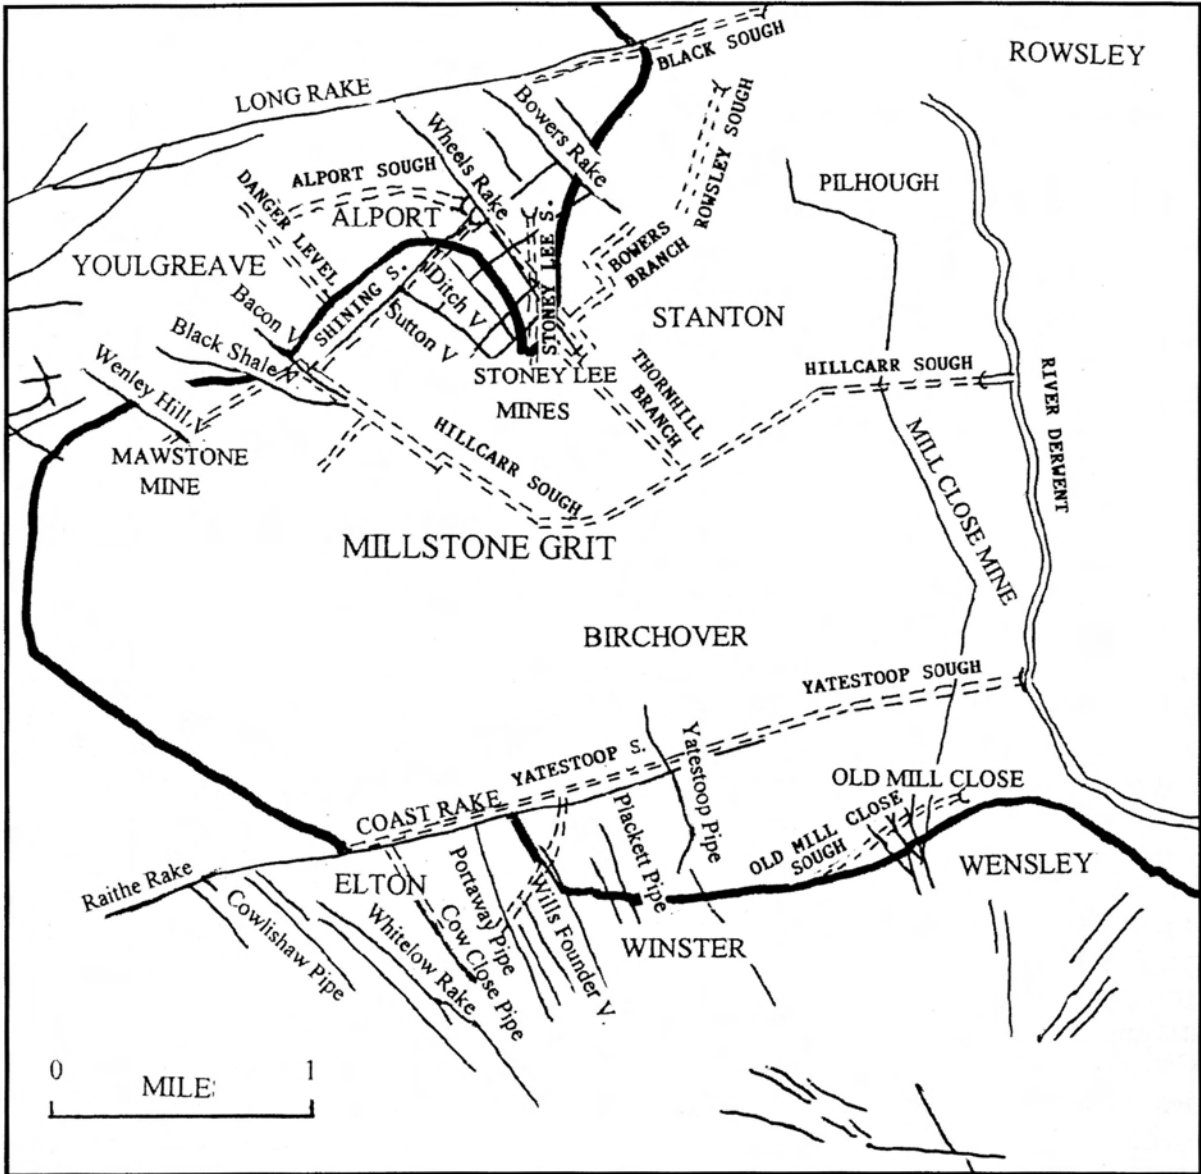 ROWSLEY
BLACK SOUGH
LONG RAKE
Bowers Rake
Wheels Rake
ROWSLEY SOUGH
ALPORT SOUGH
PILHOUGH
DANGER LEVEL
ALPORT
STONEY LEE S.
BOWERS
BRANCH
YOULGREAVE
SHINING S.
Ditch V
Bacon V
Sutton V
STANTON
Black Shale V
Wenley Hill V
STONEY LEE
MINES
THORNHILL
BRANCH
HILLCARR SOUGH
RIVER DERWENT
MAWSTONE
MINE
HILLCARR SOUGH
MILL CLOSE MINE
MILLSTONE GRIT
BIRCHOVER
YATESTOOP SOUGH
YATESTOOP S.
Yatestoop Pipe
COAST RAKE
Plackett Pipe
OLD MILL CLOSE
OLD MILL CLOSE
SOUGH
WENSLEY
Raithe Rake
ELTON
Portaway Pipe
Wills Founder V.
Cowlishaw Pipe
Whitelow Rake
Cow Close Pipe
WINSTER
0 1
MILE